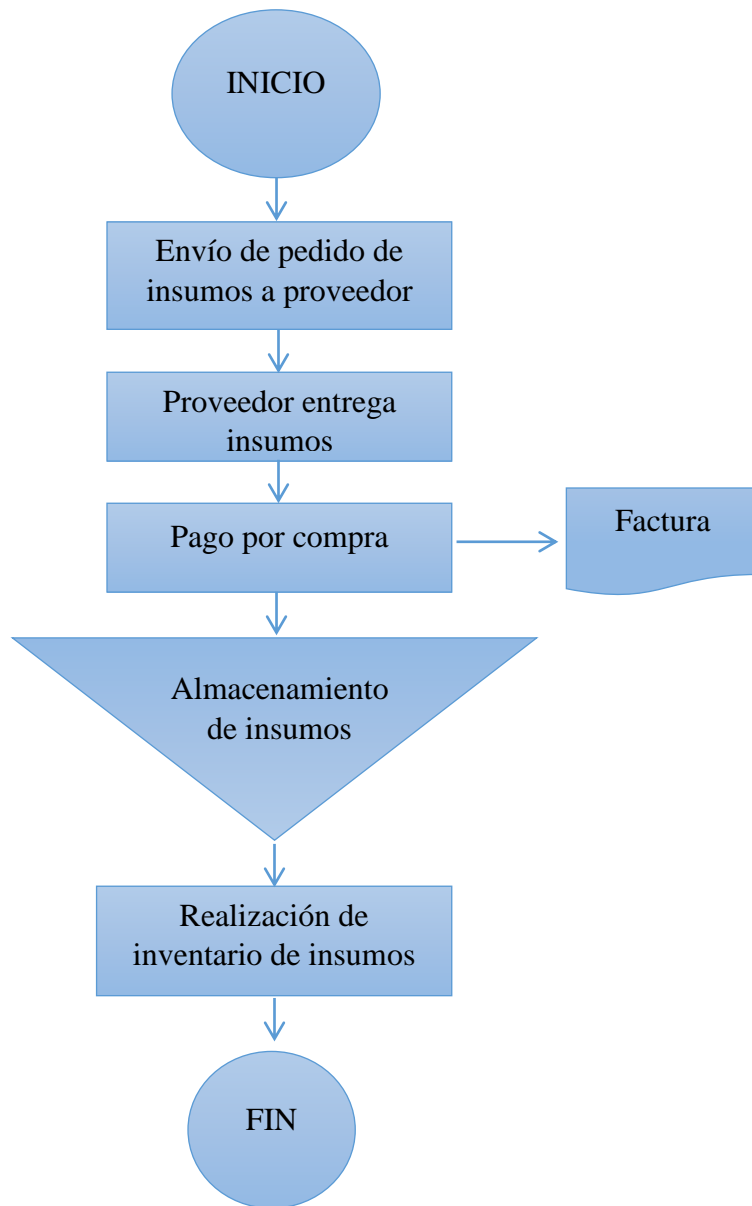 INICIO
Envío de pedido de
insumos a proveedor
Proveedor entrega
insumos
Pago por compra
Factura
Almacenamiento
de insumos
Realización de
inventario de insumos
FIN